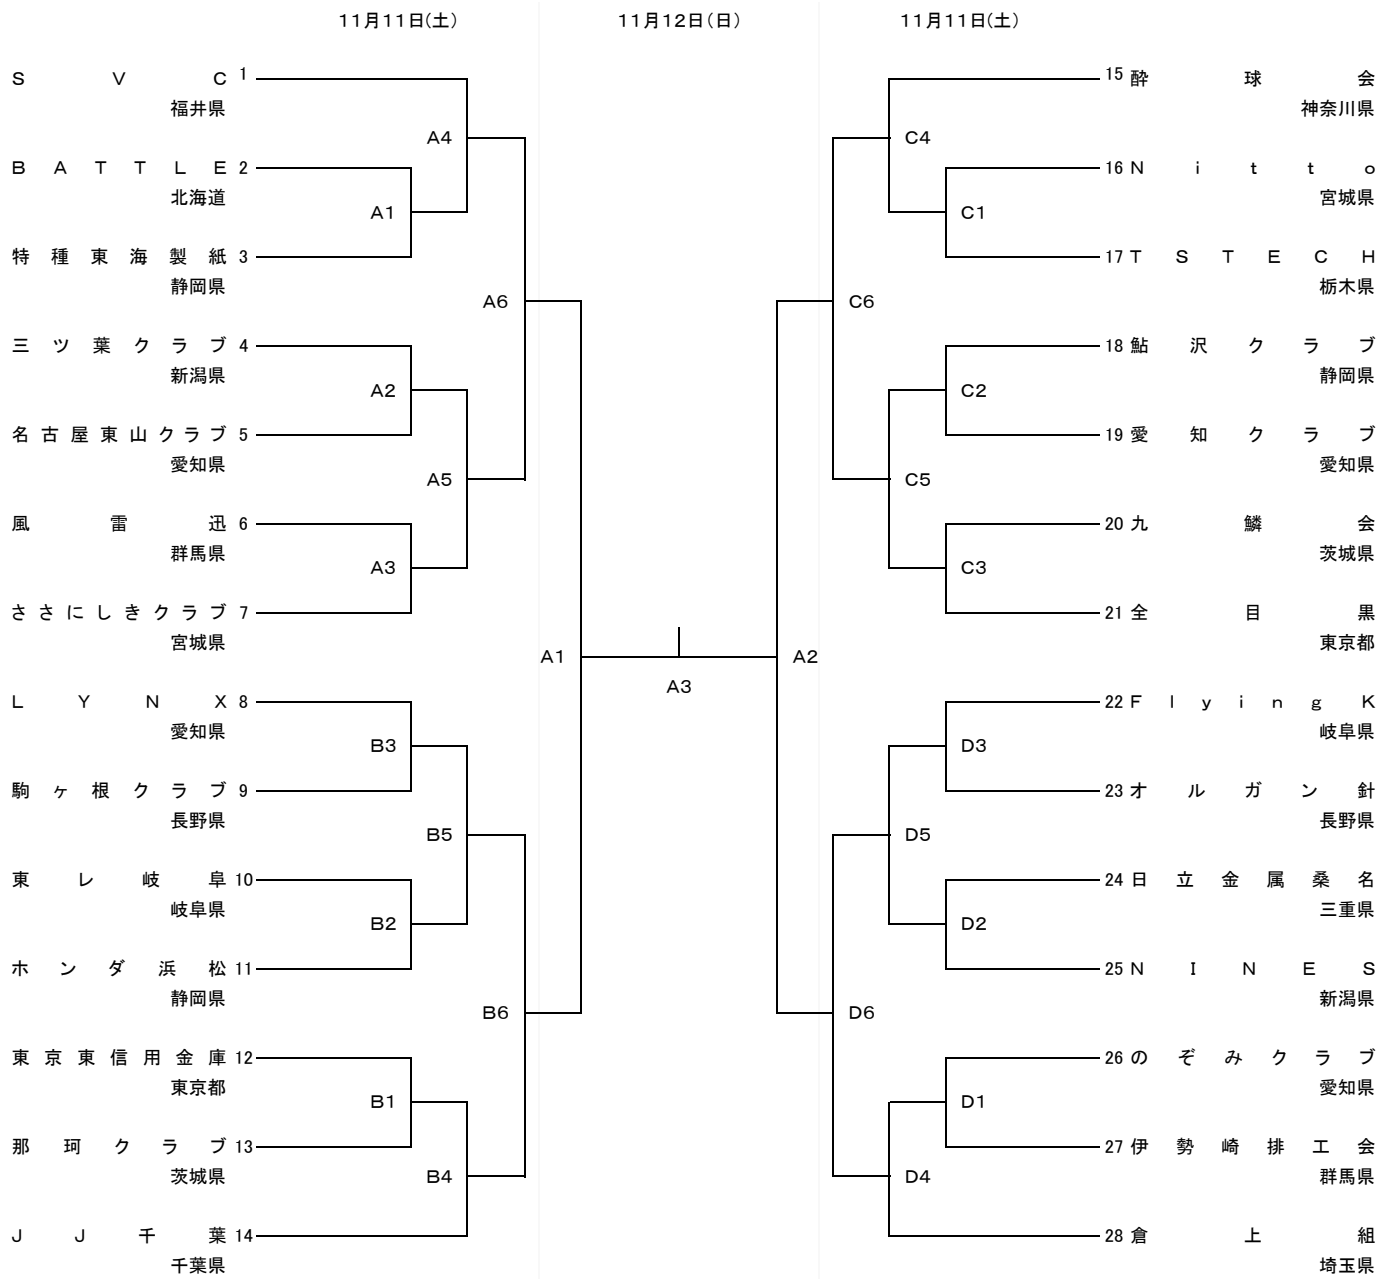 11月11日(土) 11月12日(日) 11月11日(土)
SVC 1
福井県
BATTLE 2
北海道
特種東海製紙 3
静岡県
三ツ葉クラブ 4
新潟県
名古屋東山クラブ 5
愛知県
風雷迅 6
群馬県
ささにしきクラブ 7
宮城県
LYNX 8
愛知県
駒ヶ根クラブ 9
長野県
東レ岐阜 10
岐阜県
ホンダ浜松 11
静岡県
東京東信用金庫 12
東京都
那珂クラブ 13
茨城県
JJ千葉 14
千葉県
A4
A1
A6
A2
A5
A3
B3
B5
B2
B6
B1
B4
A1
A3
A2
C4
C1
C6
C2
C5
C3
D3
D5
D2
D6
D1
D4
15 酔球会
神奈川県
16 Nitto
宮城県
17 TSTECH
栃木県
18 鮎沢クラブ
静岡県
19 愛知クラブ
愛知県
20 九鱗会
茨城県
21 全目黒
東京都
22 FlyingK
岐阜県
23 オルガン針
長野県
24 日立金属桑名
三重県
25 NINES
新潟県
26 のぞみクラブ
愛知県
27 伊勢崎排工会
群馬県
28 倉上組
埼玉県